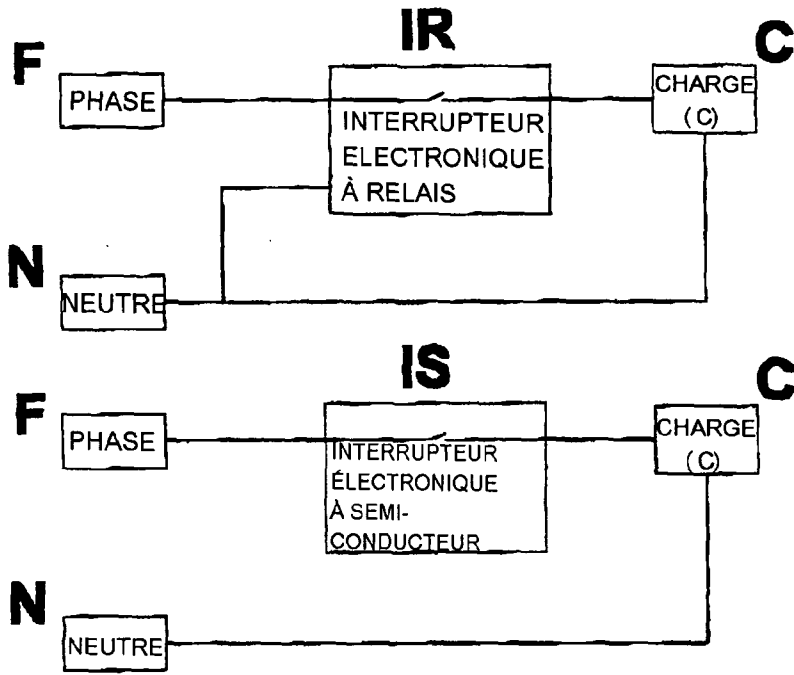 IR
F
C
PHASE
CHARGE
(C)
INTERRUPTEUR
ELECTRONIQUE
À RELAIS
N
NEUTRE
IS
F
C
PHASE
CHARGE
(C)
INTERRUPTEUR
ÉLECTRONIQUE
À SEMI-
CONDUCTEUR
N
NEUTRE